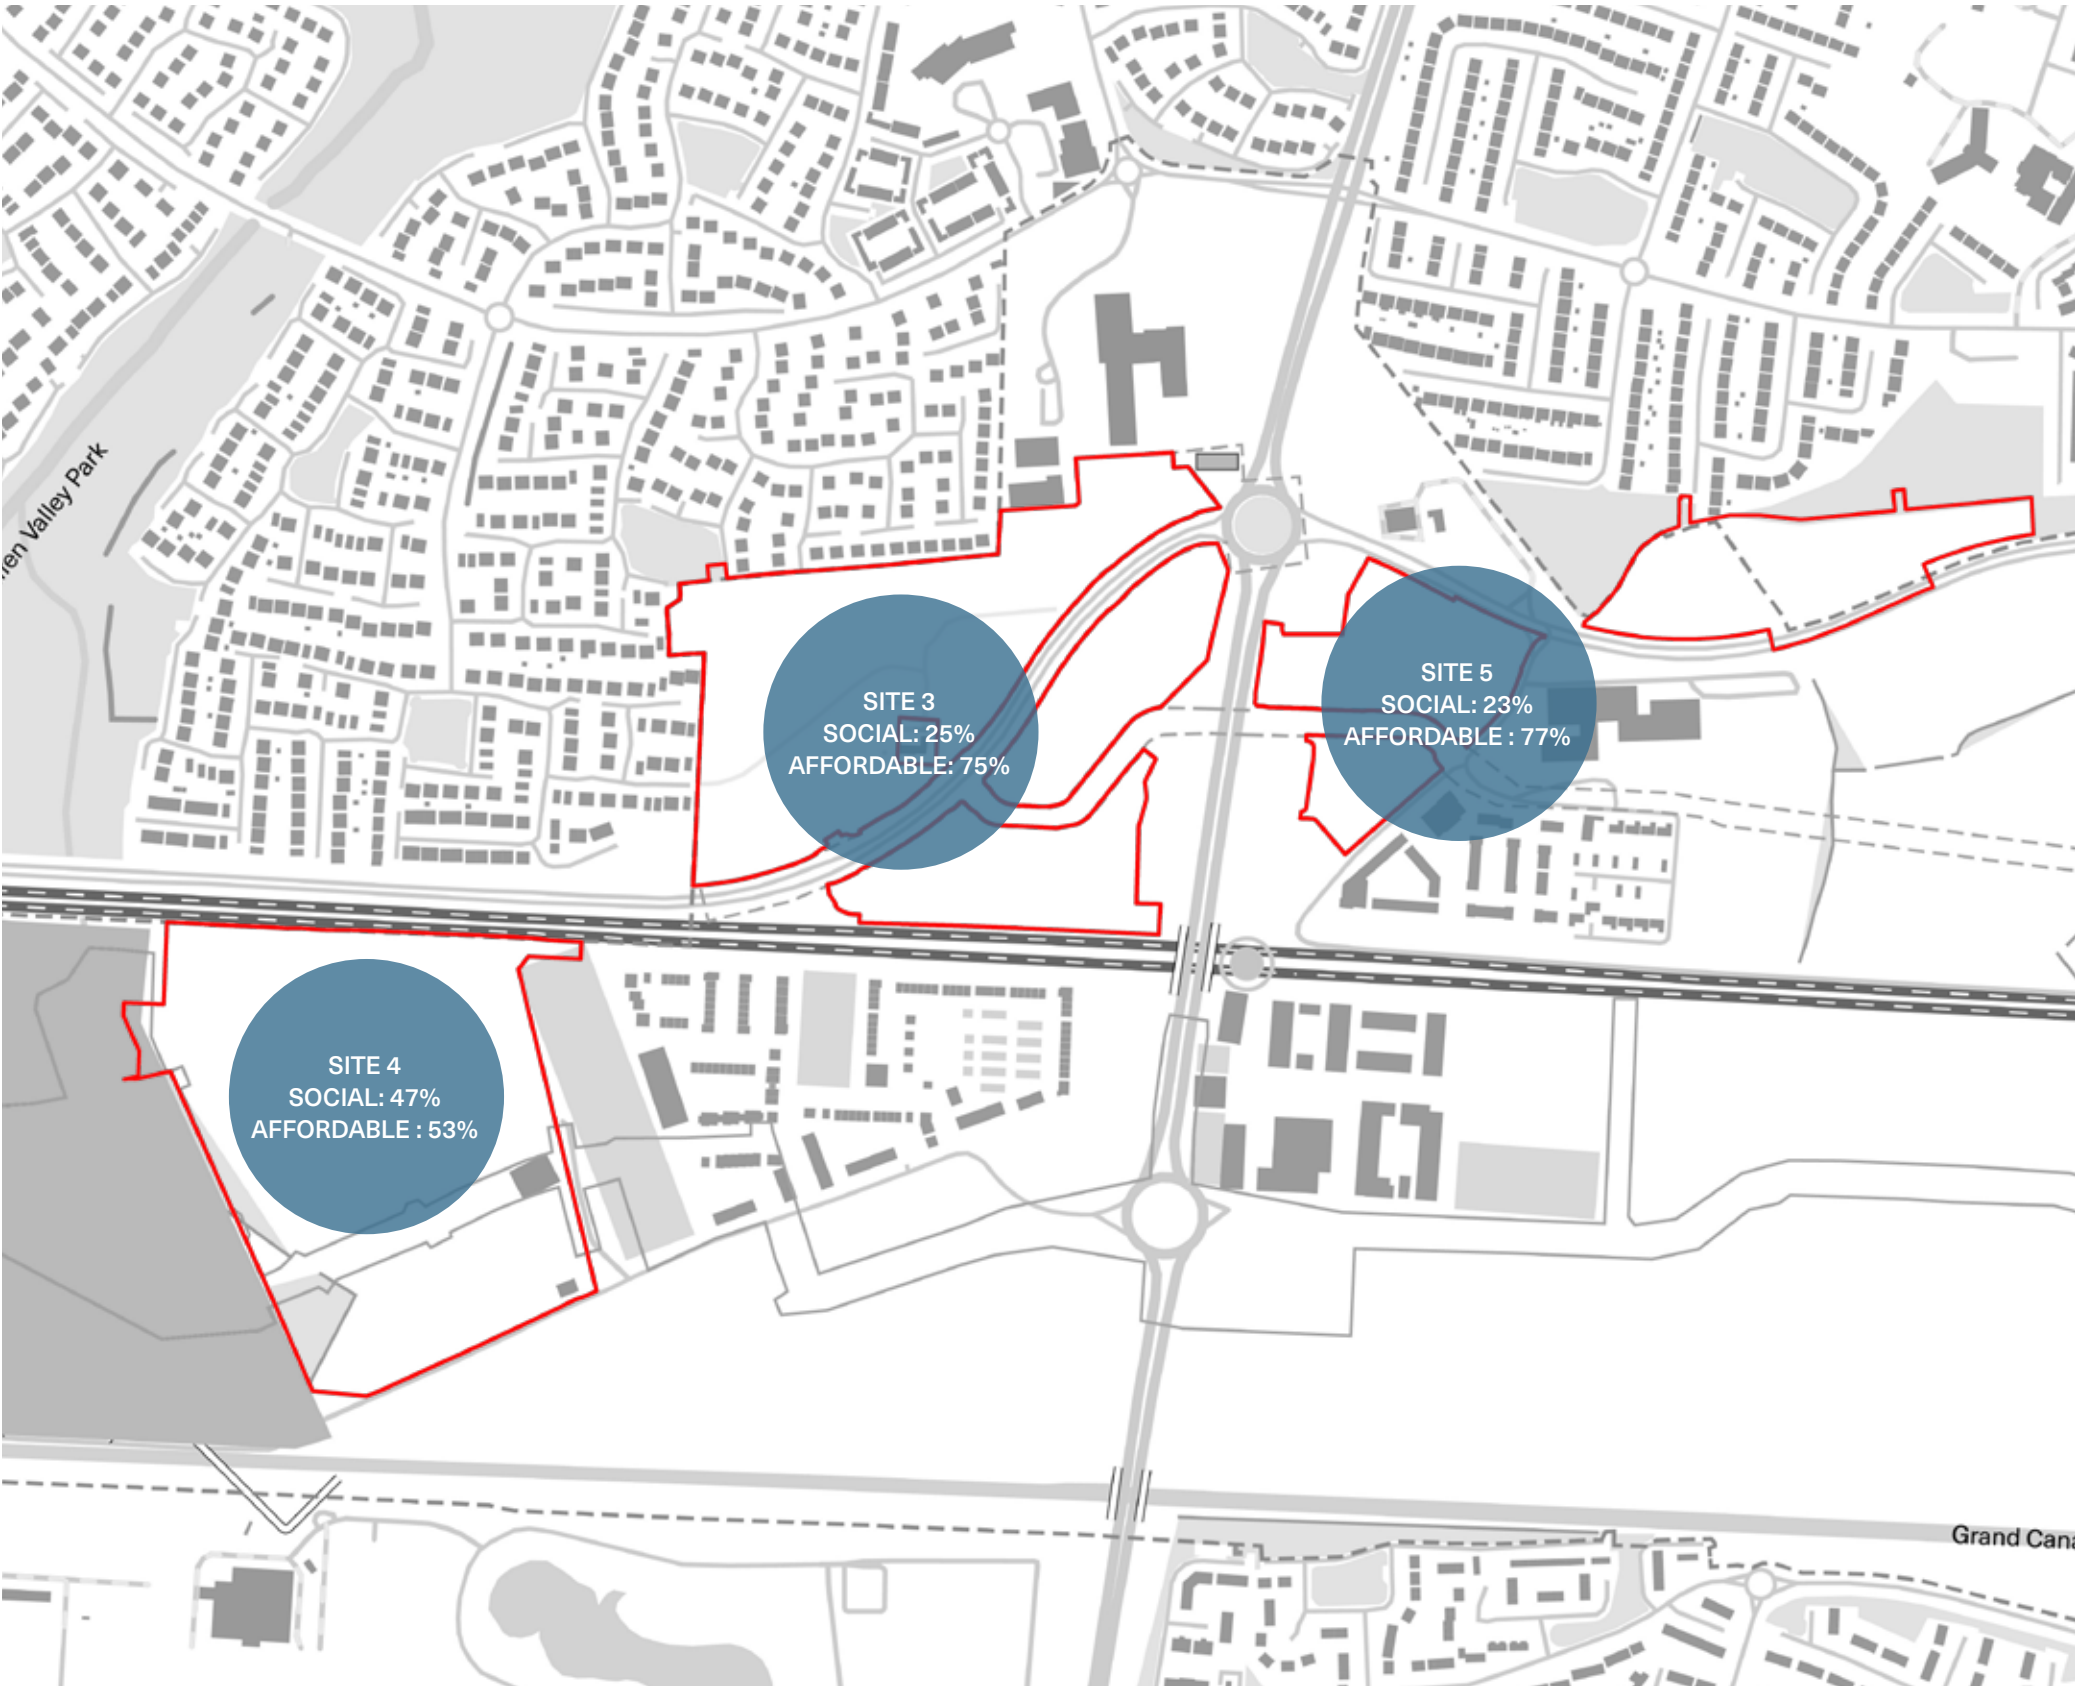 Valley Park
SITE 3
SOCIAL: 25%
AFFORDABLE: 75%
SITE 5
SOCIAL: 23%
AFFORDABLE : 77%
SITE 4
SOCIAL: 47%
AFFORDABLE : 53%
Grand